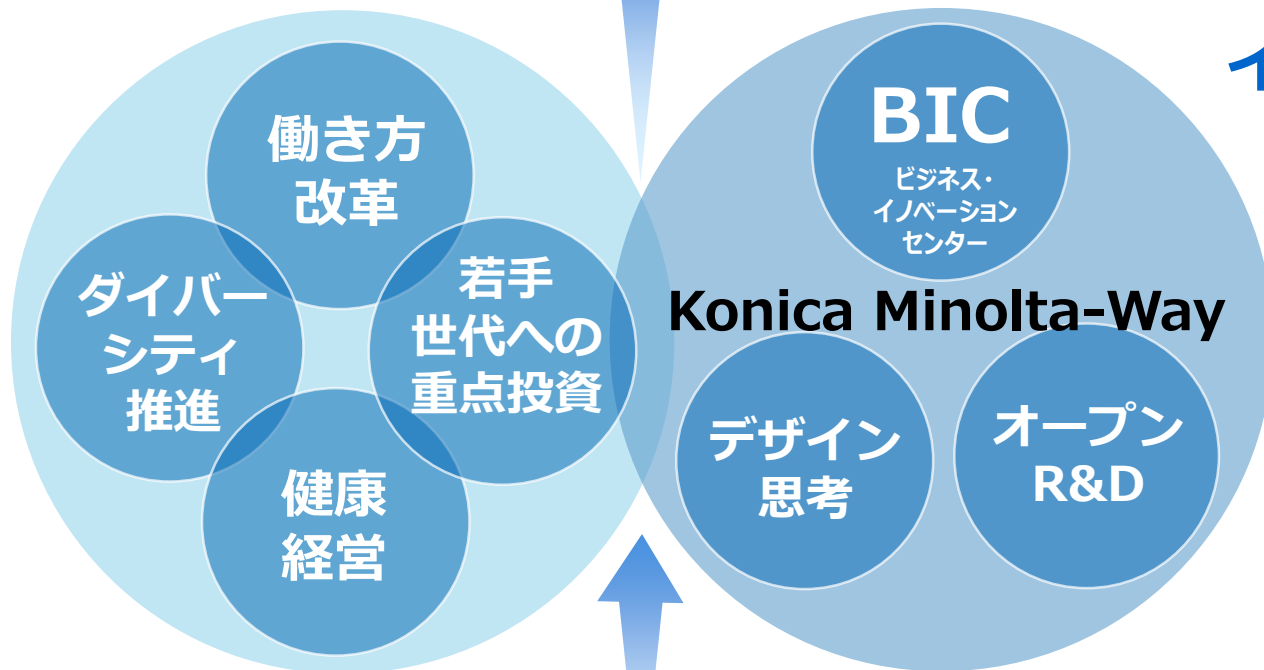 働き方
改革
ダイバー
シティ
推進
若手
世代への
重点投資
健康
経営
BIC
ビジネス・
イノベーション
センター
Konica Minolta-Way
デザイン
思考
オープン
R&D